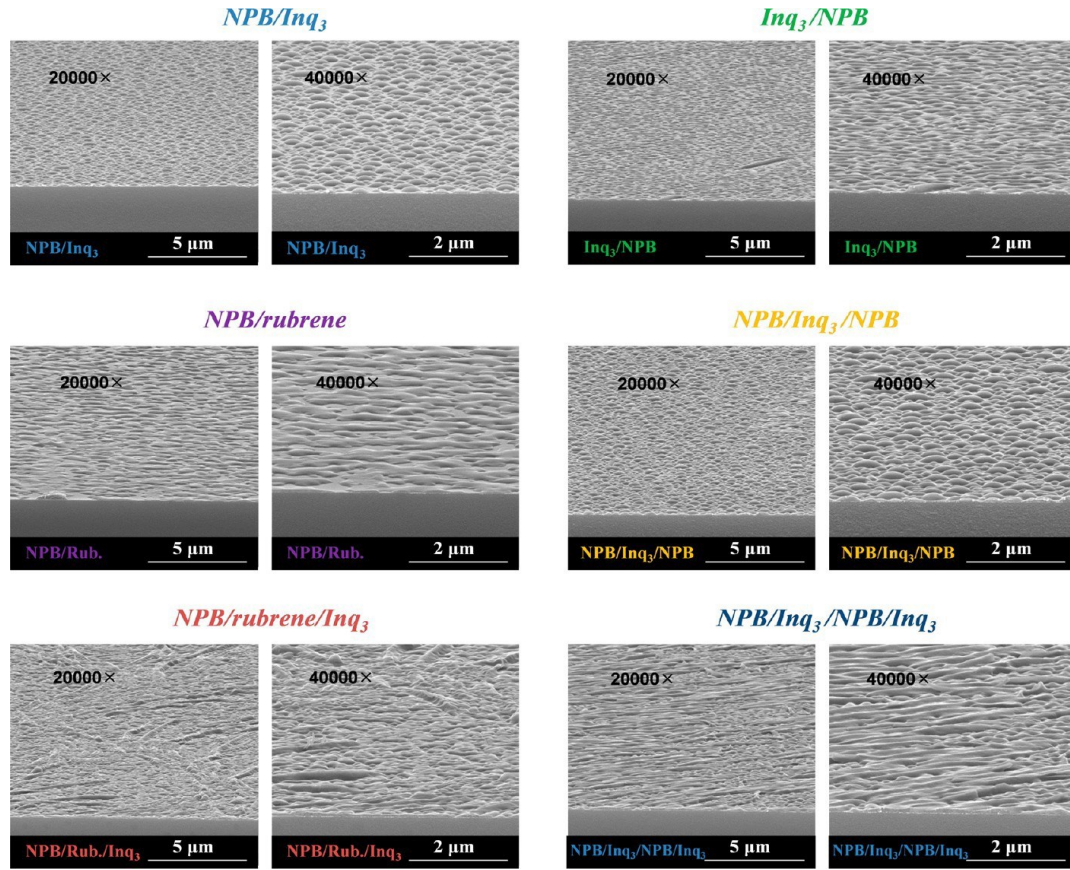 NPB/Inq₃
20000×
40000×
NPB/Inq₃
5 μm
NPB/Inq₃
2 μm
Inq₃/NPB
20000×
40000×
Inq₃/NPB
5 μm
Inq₃/NPB
2 μm
NPB/rubrene
20000×
40000×
NPB/Rub.
5 μm
NPB/Rub.
2 μm
NPB/Inq₃/NPB
20000×
40000×
NPB/Inq₃/NPB
5 μm
NPB/Inq₃/NPB
2 μm
NPB/rubrene/Inq₃
20000×
40000×
NPB/Rub./Inq₃
5 μm
NPB/Rub./Inq₃
2 μm
NPB/Inq₃/NPB/Inq₃
20000×
40000×
NPB/Inq₃/NPB/Inq₃
5 μm
NPB/Inq₃/NPB/Inq₃
2 μm